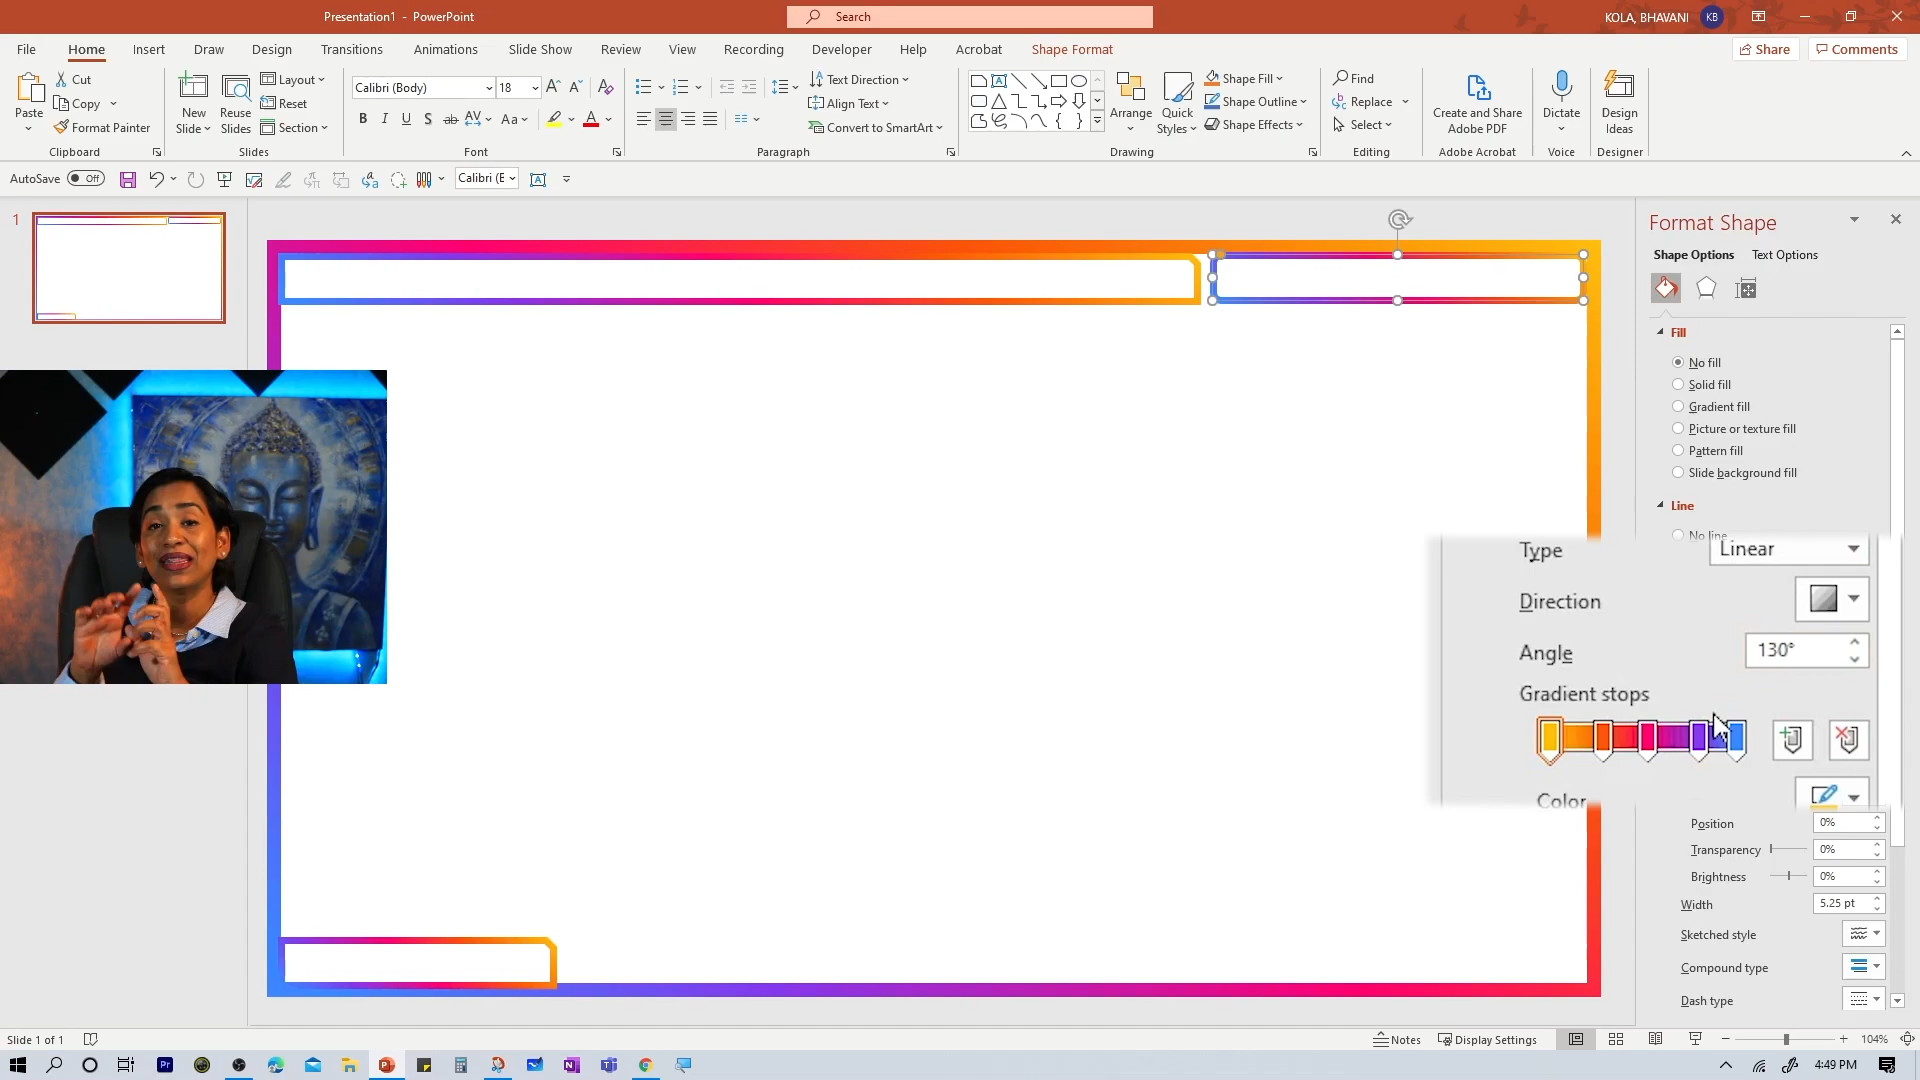 Presentation1 - PowerPoint
Search
KOLA, BHAVANI
KB
File
Home
Insert
Draw
Design
Transitions
Animations
Slide Show
Review
View
Recording
Developer
Help
Acrobat
Shape Format
Share
Comments
Paste
Cut
Copy
Format Painter
Clipboard
New Slide
Reuse Slides
Layout
Reset
Section
Slides
Calibri (Body)
18
B I U S ab AV Aa A
Font
Text Direction
Align Text
Convert to SmartArt
Paragraph
Arrange
Quick Styles
Shape Fill
Shape Outline
Shape Effects
Drawing
Find
Replace
Select
Editing
Create and Share Adobe PDF
Adobe Acrobat
Dictate
Voice
Design Ideas
Designer
AutoSave
Off
Calibri (E
1
Format Shape
Shape Options
Text Options
Fill
No fill
Solid fill
Gradient fill
Picture or texture fill
Pattern fill
Slide background fill
Line
No line
Type
Linear
Direction
Angle
130°
Gradient stops
Color
Position
0%
Transparency
0%
Brightness
0%
Width
5.25 pt
Sketched style
Compound type
Dash type
Slide 1 of 1
Notes
Display Settings
104%
4:49 PM